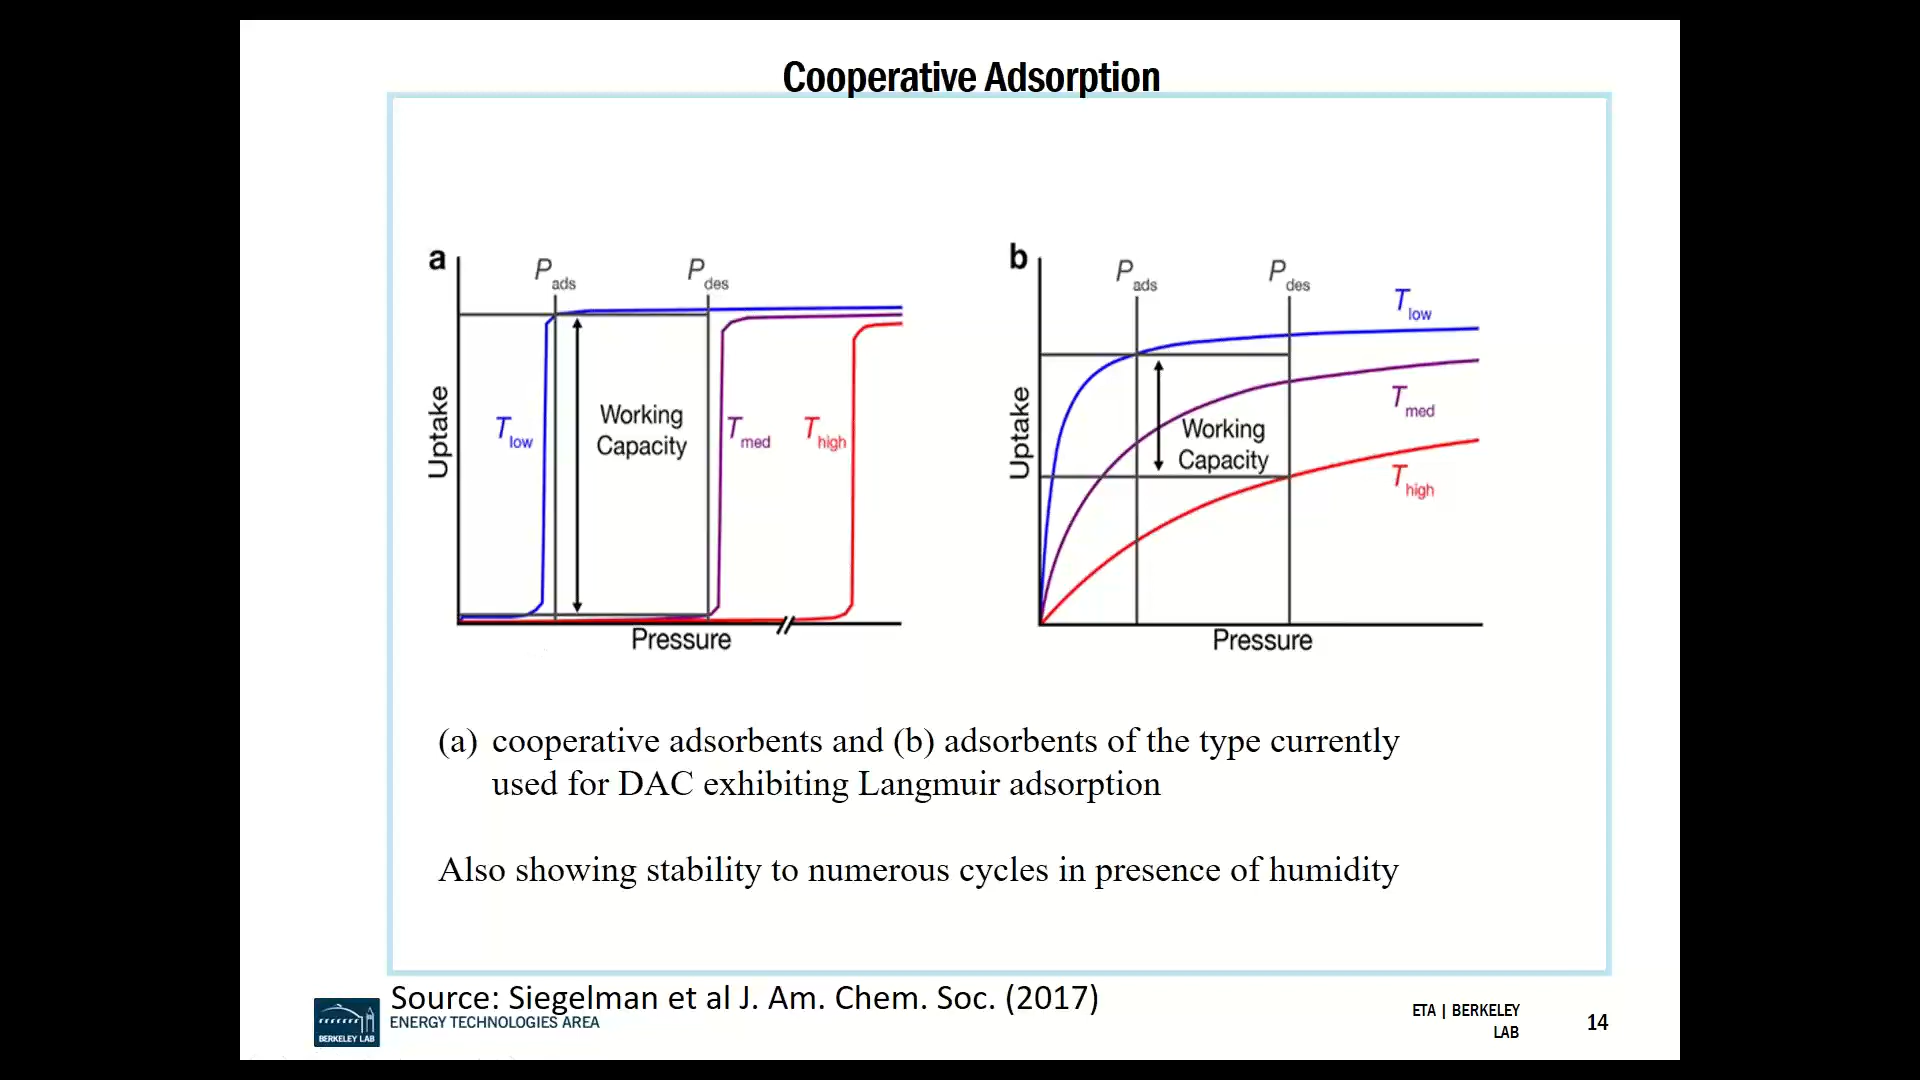 Cooperative Adsorption
a
P ads
P des
Uptake
T low
Working
Capacity
T med
T high
Pressure
b
P ads
P des
T low
Uptake
T med
Working
Capacity
T high
Pressure
(a) cooperative adsorbents and (b) adsorbents of the type currently
used for DAC exhibiting Langmuir adsorption
Also showing stability to numerous cycles in presence of humidity
Source: Siegelman et al J. Am. Chem. Soc. (2017)
BERKELEY LAB
ENERGY TECHNOLOGIES AREA
ETA | BERKELEY
LAB
14